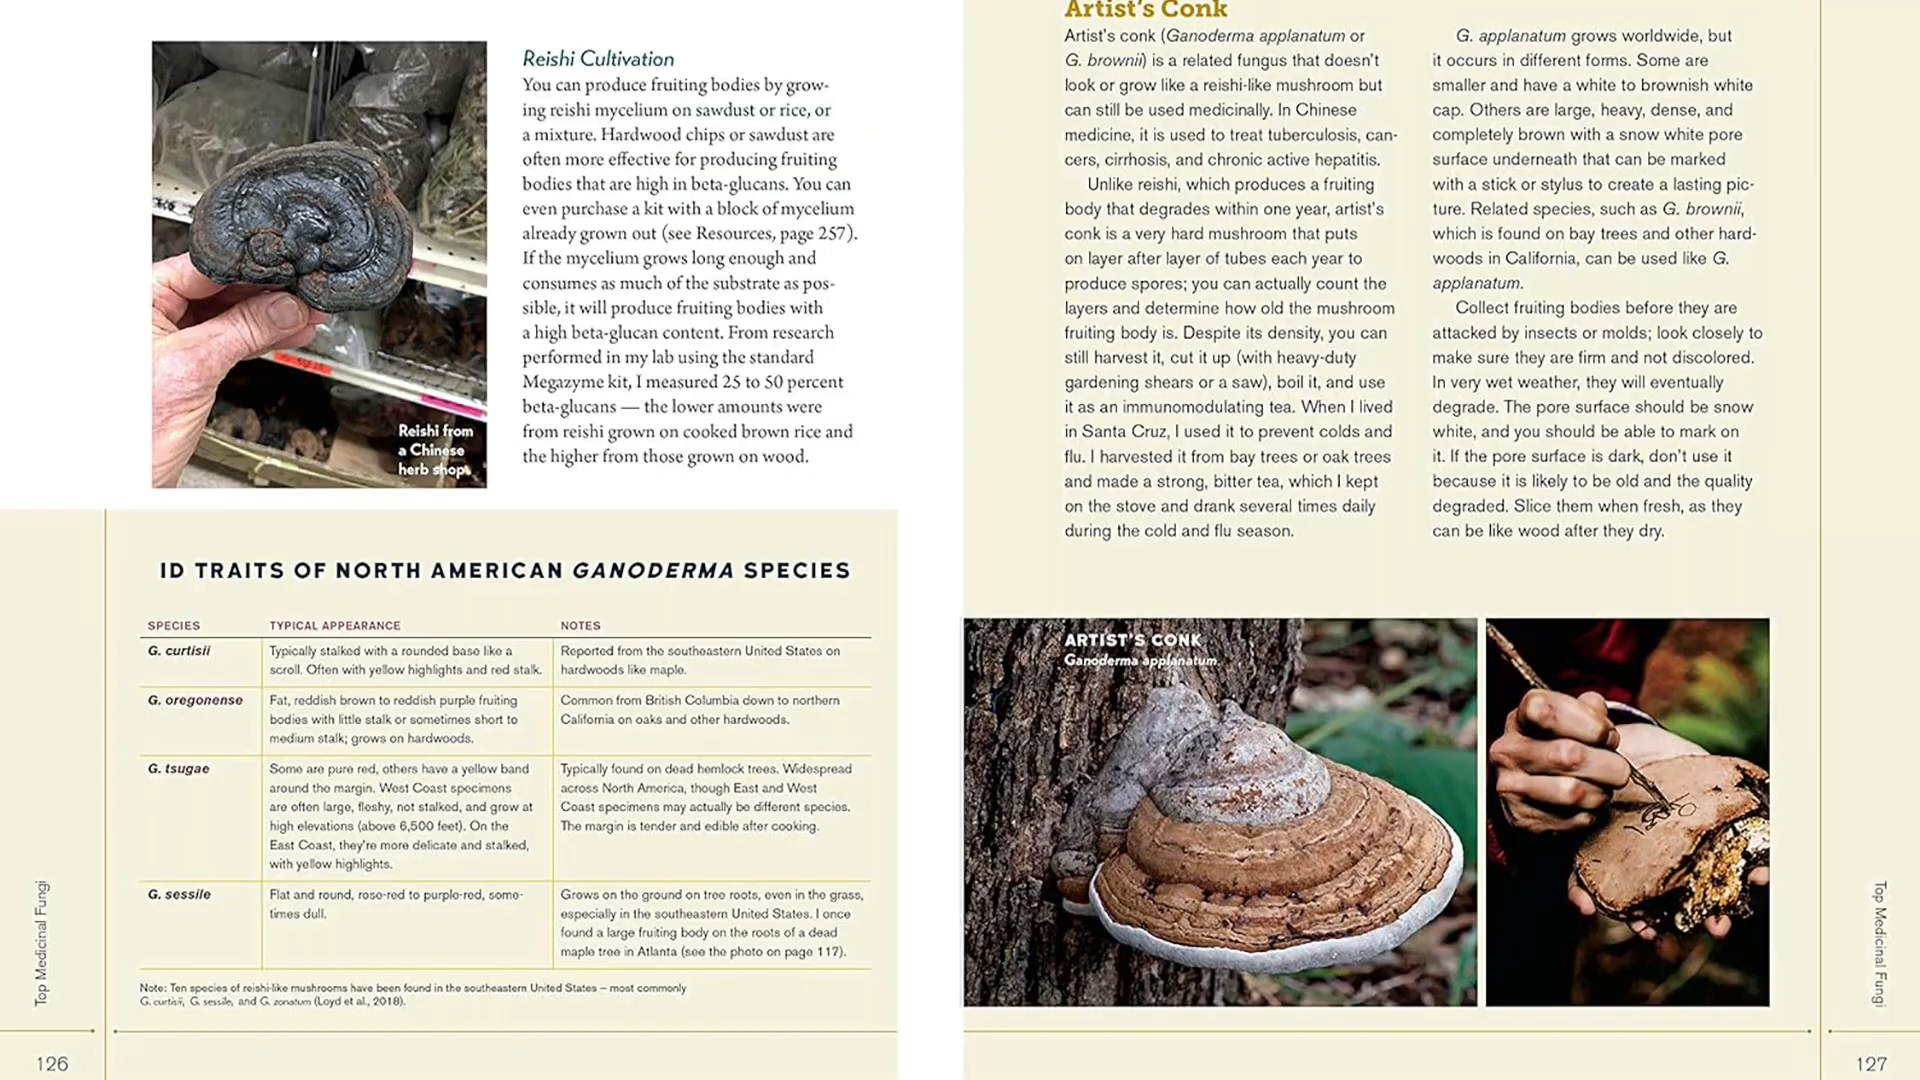 Reishi from
a Chinese
herb shop.
Reishi Cultivation
You can produce fruiting bodies by grow-
ing reishi mycelium on sawdust or rice, or
a mixture. Hardwood chips or sawdust are
often more effective for producing fruiting
bodies that are high in beta-glucans. You can
even purchase a kit with a block of mycelium
already grown out (see Resources, page 257).
If the mycelium grows long enough and
consumes as much of the substrate as pos-
sible, it will produce fruiting bodies with
a high beta-glucan content. From research
performed in my lab using the standard
Megazyme kit, I measured 25 to 50 percent
beta-glucans — the lower amounts were
from reishi grown on cooked brown rice and
the higher from those grown on wood.
ID TRAITS OF NORTH AMERICAN GANODERMA SPECIES
SPECIES TYPICAL APPEARANCE NOTES
G. curtisii
Typically stalked with a rounded base like a
scroll. Often with yellow highlights and red stalk.
Reported from the southeastern United States on
hardwoods like maple.
G. oregonense
Fat, reddish brown to reddish purple fruiting
bodies with little stalk or sometimes short to
medium stalk; grows on hardwoods.
Common from British Columbia down to northern
California on oaks and other hardwoods.
G. tsugae
Some are pure red, others have a yellow band
around the margin. West Coast specimens
are often large, fleshy, not stalked, and grow at
high elevations (above 6,500 feet). On the
East Coast, they're more delicate and stalked,
with yellow highlights.
Typically found on dead hemlock trees. Widespread
across North America, though East and West
Coast specimens may actually be different species.
The margin is tender and edible after cooking.
G. sessile
Flat and round, rose-red to purple-red, some-
times dull.
Grows on the ground on tree roots, even in the grass,
especially in the southeastern United States. I once
found a large fruiting body on the roots of a dead
maple tree in Atlanta (see the photo on page 117).
Note: Ten species of reishi-like mushrooms have been found in the southeastern United States – most commonly
G. curtisii, G. sessile, and G. zonatum (Loyd et al., 2018).
Top Medicinal Fungi
126
Artist's Conk
Artist's conk (Ganoderma applanatum or
G. brownii) is a related fungus that doesn't
look or grow like a reishi-like mushroom but
can still be used medicinally. In Chinese
medicine, it is used to treat tuberculosis, can-
cers, cirrhosis, and chronic active hepatitis.
Unlike reishi, which produces a fruiting
body that degrades within one year, artist's
conk is a very hard mushroom that puts
on layer after layer of tubes each year to
produce spores; you can actually count the
layers and determine how old the mushroom
fruiting body is. Despite its density, you can
still harvest it, cut it up (with heavy-duty
gardening shears or a saw), boil it, and use
it as an immunomodulating tea. When I lived
in Santa Cruz, I used it to prevent colds and
flu. I harvested it from bay trees or oak trees
and made a strong, bitter tea, which I kept
on the stove and drank several times daily
during the cold and flu season.
G. applanatum grows worldwide, but
it occurs in different forms. Some are
smaller and have a white to brownish white
cap. Others are large, heavy, dense, and
completely brown with a snow white pore
surface underneath that can be marked
with a stick or stylus to create a lasting pic-
ture. Related species, such as G. brownii,
which is found on bay trees and other hard-
woods in California, can be used like G.
applanatum.
Collect fruiting bodies before they are
attacked by insects or molds; look closely to
make sure they are firm and not discolored.
In very wet weather, they will eventually
degrade. The pore surface should be snow
white, and you should be able to mark on
it. If the pore surface is dark, don't use it
because it is likely to be old and the quality
degraded. Slice them when fresh, as they
can be like wood after they dry.
ARTIST'S CONK
Ganoderma applanatum
Top Medicinal Fungi
127